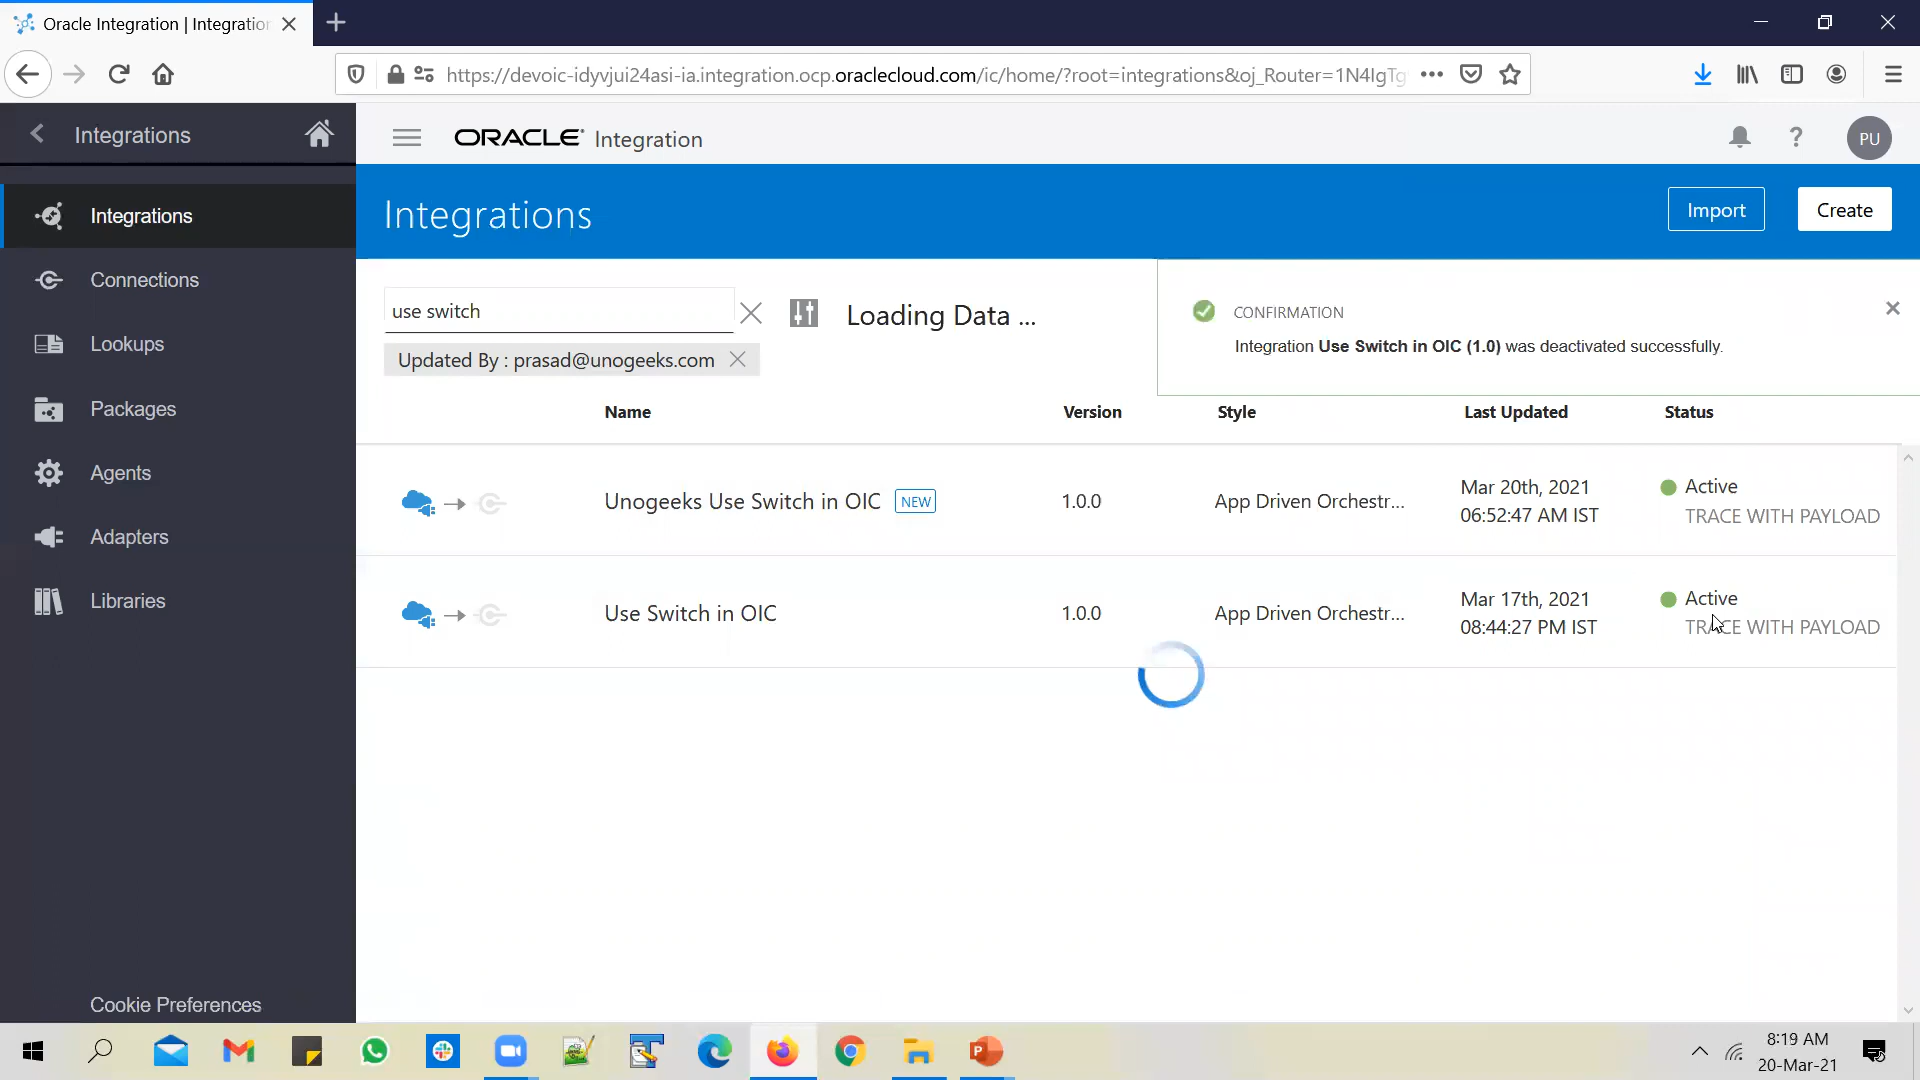 Oracle Integration | Integration
https://devoic-idyvjui24asi-ia.integration.ocp.oraclecloud.com/ic/home/?root=integrations&oj_Router=1N4IgTg
Integrations
ORACLE Integration
PU
Integrations
Connections
Lookups
Packages
Agents
Adapters
Libraries
Cookie Preferences
Integrations
Import
Create
use switch
Loading Data ...
Updated By : prasad@unogeeks.com
CONFIRMATION
Integration Use Switch in OIC (1.0) was deactivated successfully.
Name Version Style Last Updated Status
Unogeeks Use Switch in OIC NEW 1.0.0 App Driven Orchestr... Mar 20th, 2021 Active
06:52:47 AM IST TRACE WITH PAYLOAD
Use Switch in OIC 1.0.0 App Driven Orchestr... Mar 17th, 2021 Active
08:44:27 PM IST TRACE WITH PAYLOAD
8:19 AM
20-Mar-21